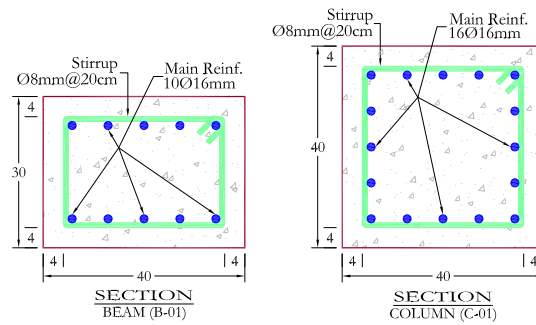 Stirrup
Ø8mm@20cm
Main Reinf.
10Ø16mm
4
30
4
4
40
4
SECTION
BEAM (B-01)
Stirrup
Ø8mm@20cm
Main Reinf.
16Ø16mm
4
40
4
4
40
4
SECTION
COLUMN (C-01)